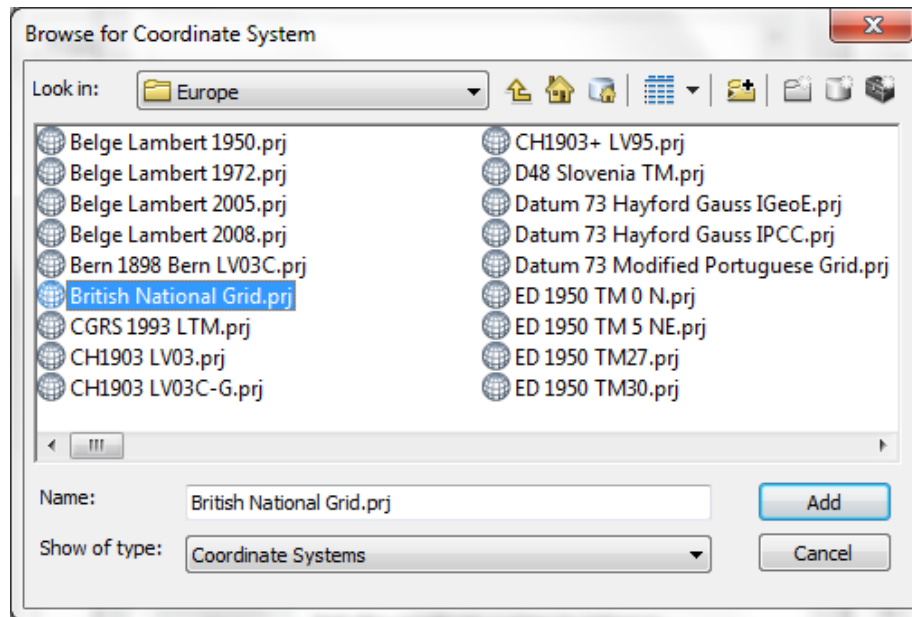 Browse for Coordinate System
Look in:
Europe
Belge Lambert 1950.prj
Belge Lambert 1972.prj
Belge Lambert 2005.prj
Belge Lambert 2008.prj
Bern 1898 Bern LV03C.prj
British National Grid.prj
CGRS 1993 LTM.prj
CH1903 LV03.prj
CH1903 LV03C-G.prj
CH1903+ LV95.prj
D48 Slovenia TM.prj
Datum 73 Hayford Gauss IGeoE.prj
Datum 73 Hayford Gauss IPCC.prj
Datum 73 Modified Portuguese Grid.prj
ED 1950 TM 0 N.prj
ED 1950 TM 5 NE.prj
ED 1950 TM27.prj
ED 1950 TM30.prj
Name:
British National Grid.prj
Add
Show of type:
Coordinate Systems
Cancel